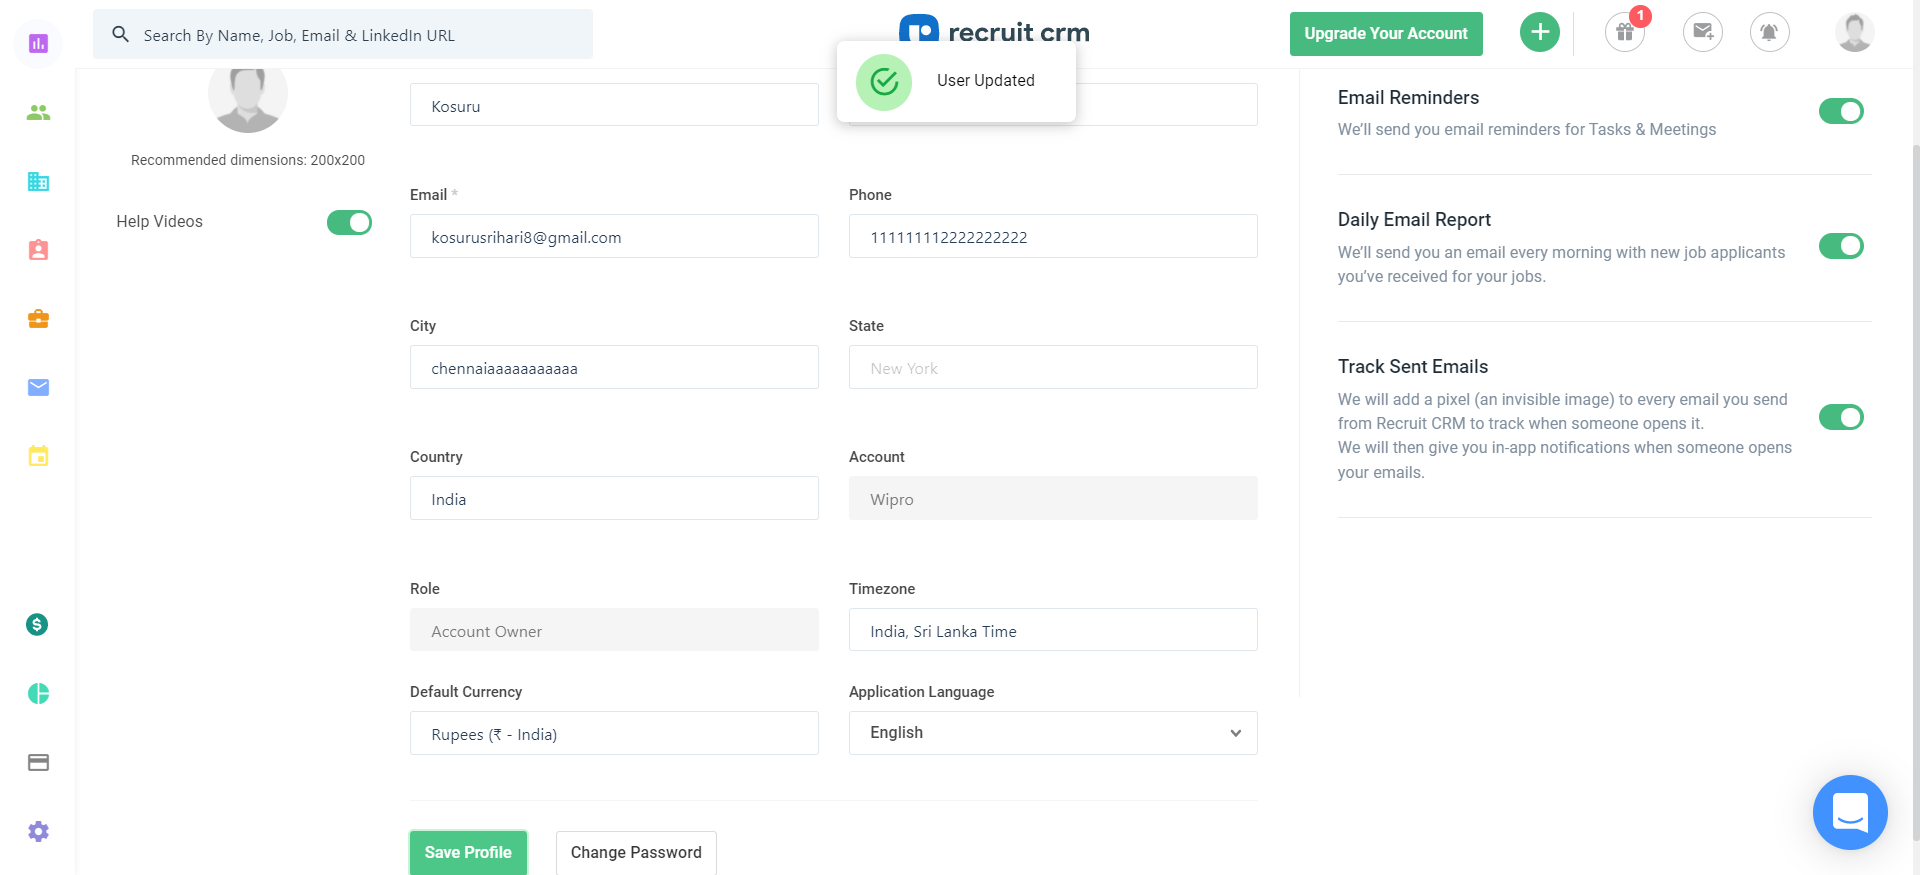 Search By Name, Job, Email & LinkedIn URL
recruit crm
Upgrade Your Account
1
User Updated
Recommended dimensions: 200x200
Help Videos
Kosuru
Email *
kosurusrihari8@gmail.com
Phone
111111112222222222
City
chennaiaaaaaaaaaaa
State
New York
Country
India
Account
Wipro
Role
Account Owner
Timezone
India, Sri Lanka Time
Default Currency
Rupees (₹ - India)
Application Language
English
Save Profile
Change Password
Email Reminders
We’ll send you email reminders for Tasks & Meetings
Daily Email Report
We’ll send you an email every morning with new job applicants
you’ve received for your jobs.
Track Sent Emails
We will add a pixel (an invisible image) to every email you send
from Recruit CRM to track when someone opens it.
We will then give you in-app notifications when someone opens
your emails.